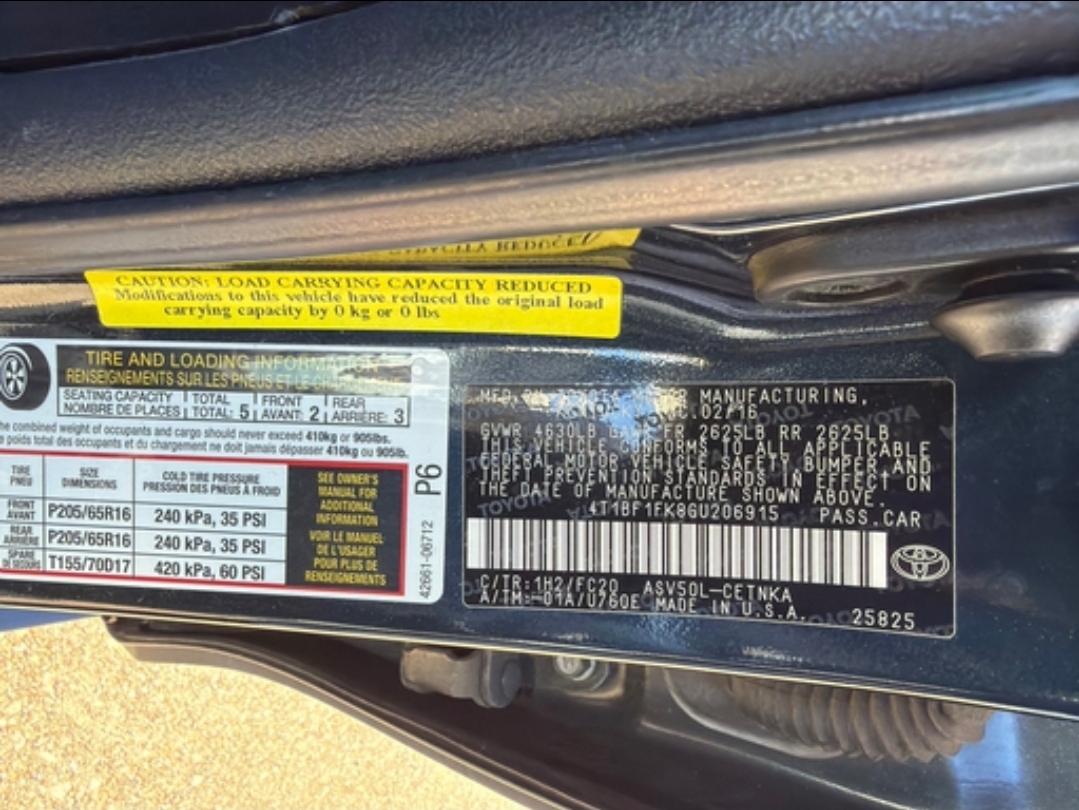 CAUTION: LOAD CARRYING CAPACITY REDUCED
Modifications to this vehicle have reduced the original load
carrying capacity by 0 kg or 0 lbs
TIRE AND LOADING INFORMATION
RENSEIGNEMENTS SUR LES PNEUS ET LE CHARGEMENT
SEATING CAPACITY TOTAL FRONT REAR
NOMBRE DE PLACES TOTAL: 5 AVANT: 2 ARRIÈRE: 3
The combined weight of occupants and cargo should never exceed 410kg or 905lbs.
poids total des occupants et du chargement ne doit jamais dépasser 410kg ou 905lb.
TIRE SIZE COLD TIRE PRESSURE
PNEU DIMENSIONS PRESSION DES PNEUS À FROID
FRONT AVANT P205/65R16 240 kPa, 35 PSI
REAR ARRIÈRE P205/65R16 240 kPa, 35 PSI
SPARE DE SECOURS T155/70D17 420 kPa, 60 PSI
SEE OWNER'S
MANUAL FOR
ADDITIONAL
INFORMATION
VOIR LE MANUEL
DE L'USAGER
POUR PLUS DE
RENSEIGNEMENTS
42661-06712 P6
MANUFACTURING,
02/16
GVWR 4630LB FR 2625LB RR 2625LB
THIS VEHICLE CONFORMS TO ALL APPLICABLE
FEDERAL MOTOR VEHICLE SAFETY, BUMPER, AND
THEFT PREVENTION STANDARDS IN EFFECT ON
THE DATE OF MANUFACTURE SHOWN ABOVE.
4T1BF1FK8GU206915 PASS.CAR
C/TR:1H2/FC20 ASV50L-CETNKA
A/TM:-01A/U760E MADE IN U.S.A. 25825